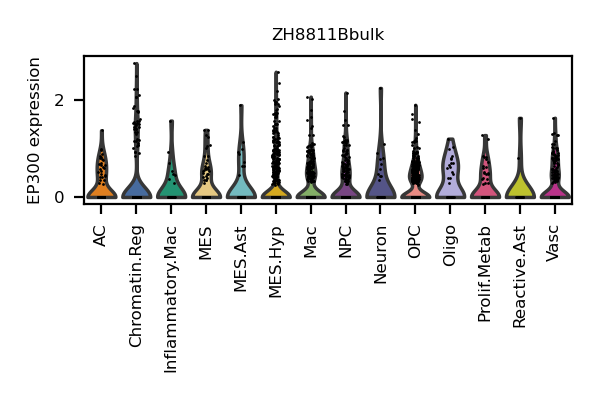 ZH8811Bbulk
EP300 expression
2
0
AC
Chromatin.Reg
Inflammatory.Mac
MES
MES.Ast
MES.Hyp
Mac
NPC
Neuron
OPC
Oligo
Prolif.Metab
Reactive.Ast
Vasc